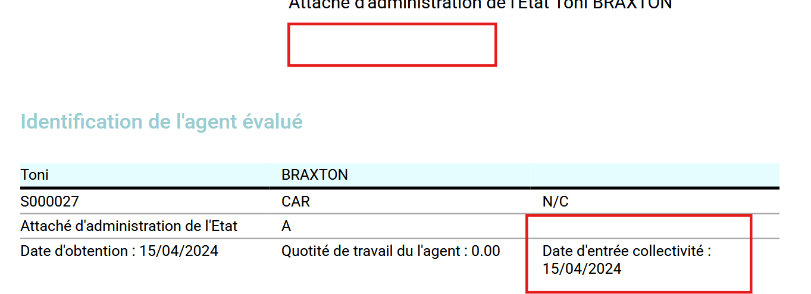 Attaché d'administration de l'Etat Toni BRAXTON
Identification de l'agent évalué
Toni BRAXTON
S000027 CAR N/C
Attaché d'administration de l'Etat A
Date d'obtention : 15/04/2024 Quotité de travail du l'agent : 0.00 Date d'entrée collectivité :
15/04/2024